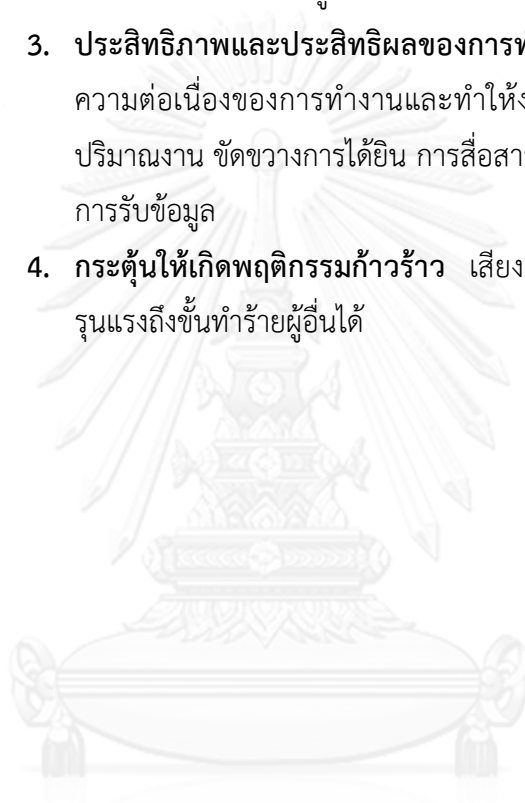 3. ประสิทธิภาพและประสิทธิผลของการ
ความต่อเนื่องของการทำงานและทำให้
ปริมาณงาน ขัดขวางการได้ยิน การสื่อสาร
การรับข้อมูล
4. กระตุ้นให้เกิดพฤติกรรมก้าวร้าว เสียง
รุนแรงถึงขั้นทำร้ายผู้อื่นได้